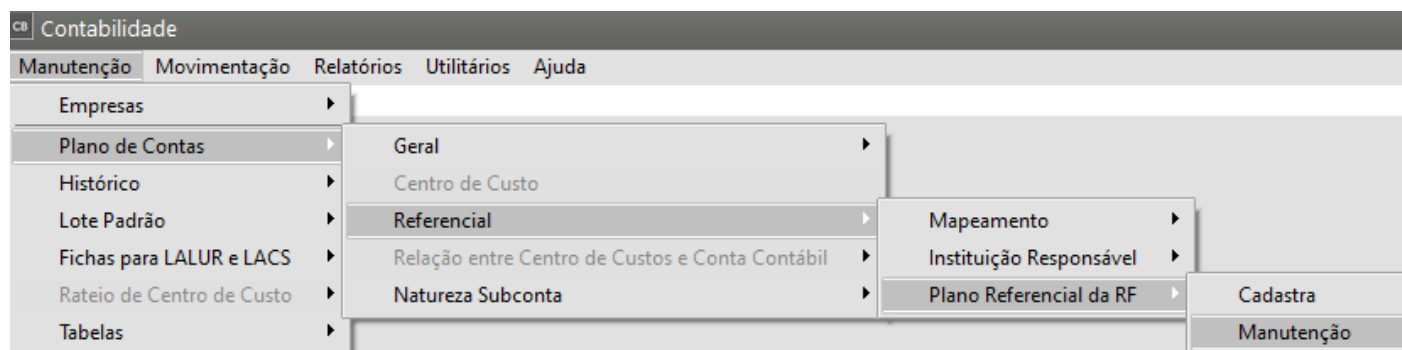 CB Contabilidade
Manutenção Movimentação Relatórios Utilitários Ajuda
Empresas
Plano de Contas
Histórico
Lote Padrão
Fichas para LALUR e LACS
Rateio de Centro de Custo
Tabelas
Geral
Centro de Custo
Referencial
Relação entre Centro de Custos e Conta Contábil
Natureza Subconta
Mapeamento
Instituição Responsável
Plano Referencial da RF
Cadastra
Manutenção